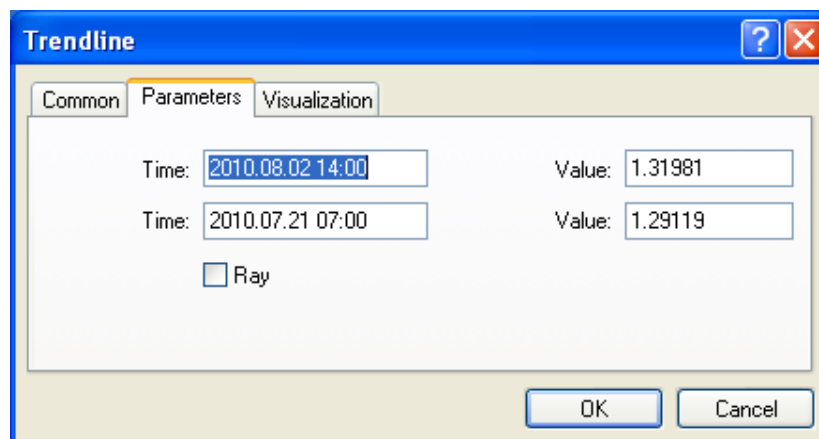 Trendline
Common Parameters Visualization
Time: 2010.08.02 14:00 Value: 1.31981
Time: 2010.07.21 07:00 Value: 1.29119
Ray
OK Cancel